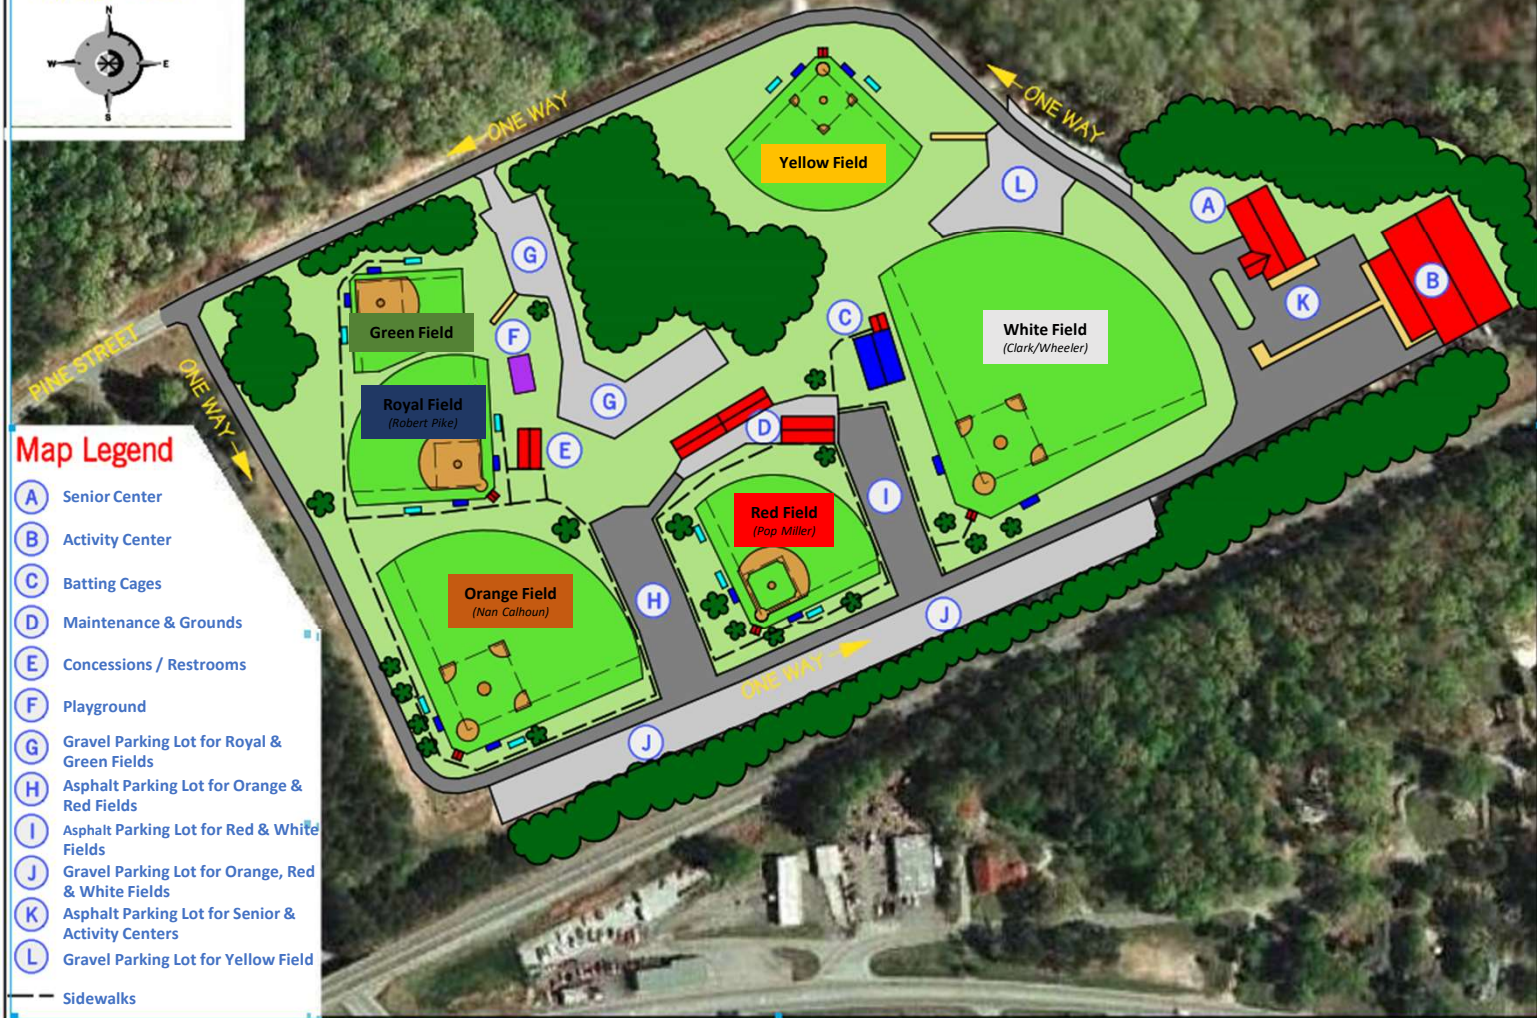 N
W
E
S
ONE WAY
ONE WAY
Yellow Field
L
A
G
B
K
Green Field
F
C
White Field
(Clark/Wheeler)
PINE STREET
ONE WAY
Royal Field
(Robert Pike)
G
D
E
I
Red Field
(Pop Miller)
Orange Field
(Nan Calhoun)
H
J
ONE WAY
J
Map Legend
A Senior Center
B Activity Center
C Batting Cages
D Maintenance & Grounds
E Concessions / Restrooms
F Playground
G Gravel Parking Lot for Royal &
Green Fields
H Asphalt Parking Lot for Orange &
Red Fields
I Asphalt Parking Lot for Red & White
Fields
J Gravel Parking Lot for Orange, Red
& White Fields
K Asphalt Parking Lot for Senior &
Activity Centers
L Gravel Parking Lot for Yellow Field
Sidewalks